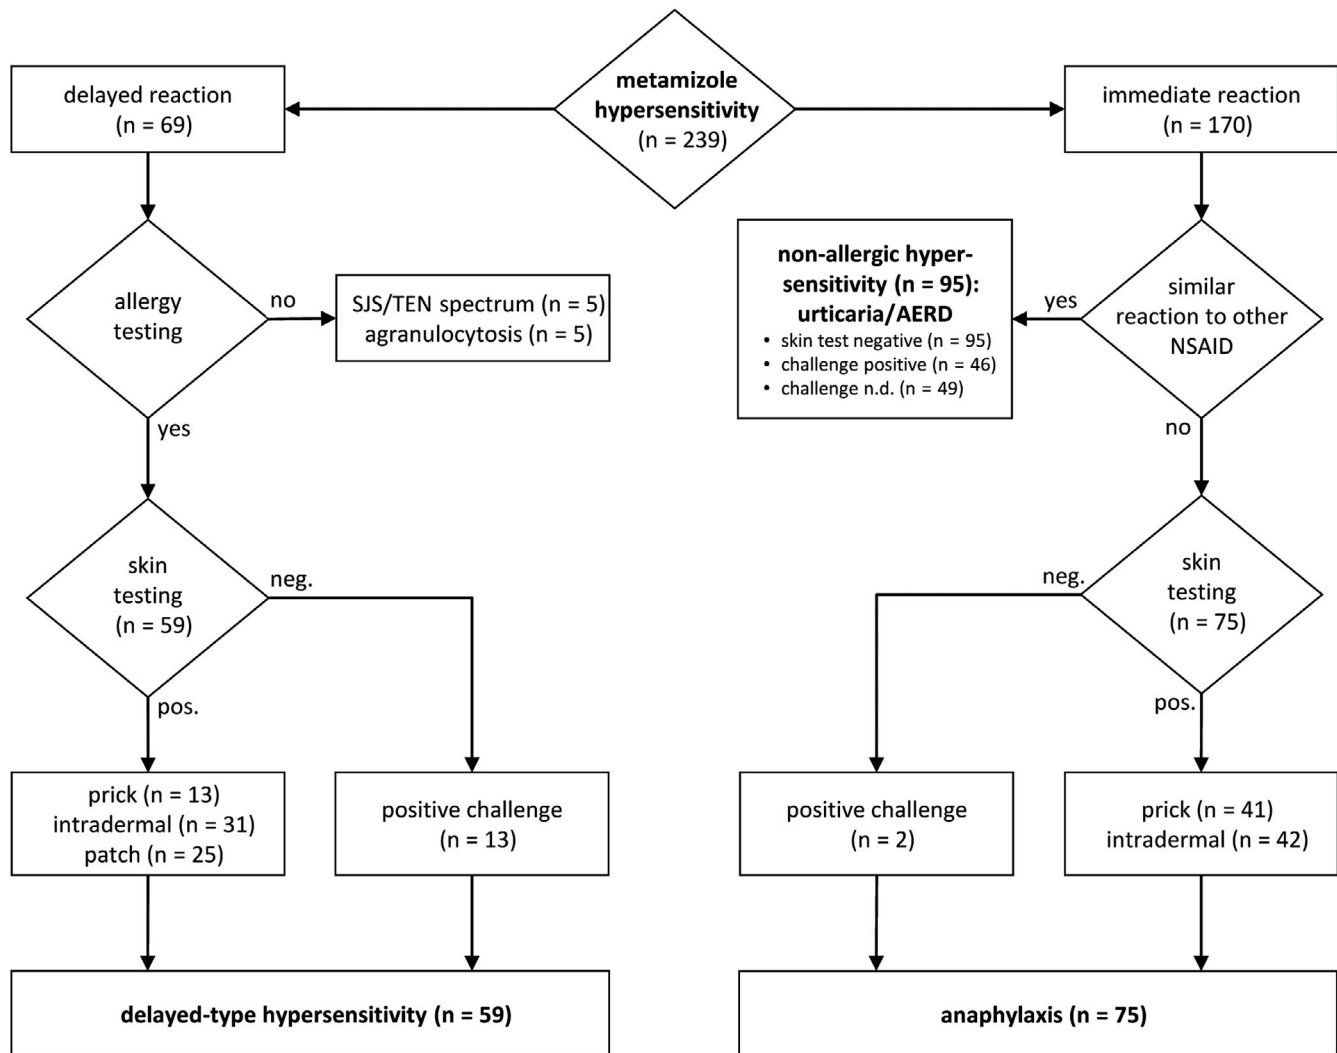 metamizole
hypersensitivity
(n = 239)
delayed reaction
(n = 69)
immediate reaction
(n = 170)
allergy
testing
no
SJS/TEN spectrum (n = 5)
agranulocytosis (n = 5)
yes
non-allergic hyper-
sensitivity (n = 95):
urticaria/AERD
• skin test negative (n = 95)
• challenge positive (n = 46)
• challenge n.d. (n = 49)
yes
similar
reaction to other
NSAID
no
skin
testing
(n = 59)
neg.
pos.
neg.
skin
testing
(n = 75)
pos.
prick (n = 13)
intradermal (n = 31)
patch (n = 25)
positive challenge
(n = 13)
positive challenge
(n = 2)
prick (n = 41)
intradermal (n = 42)
delayed-type hypersensitivity (n = 59)
anaphylaxis (n = 75)